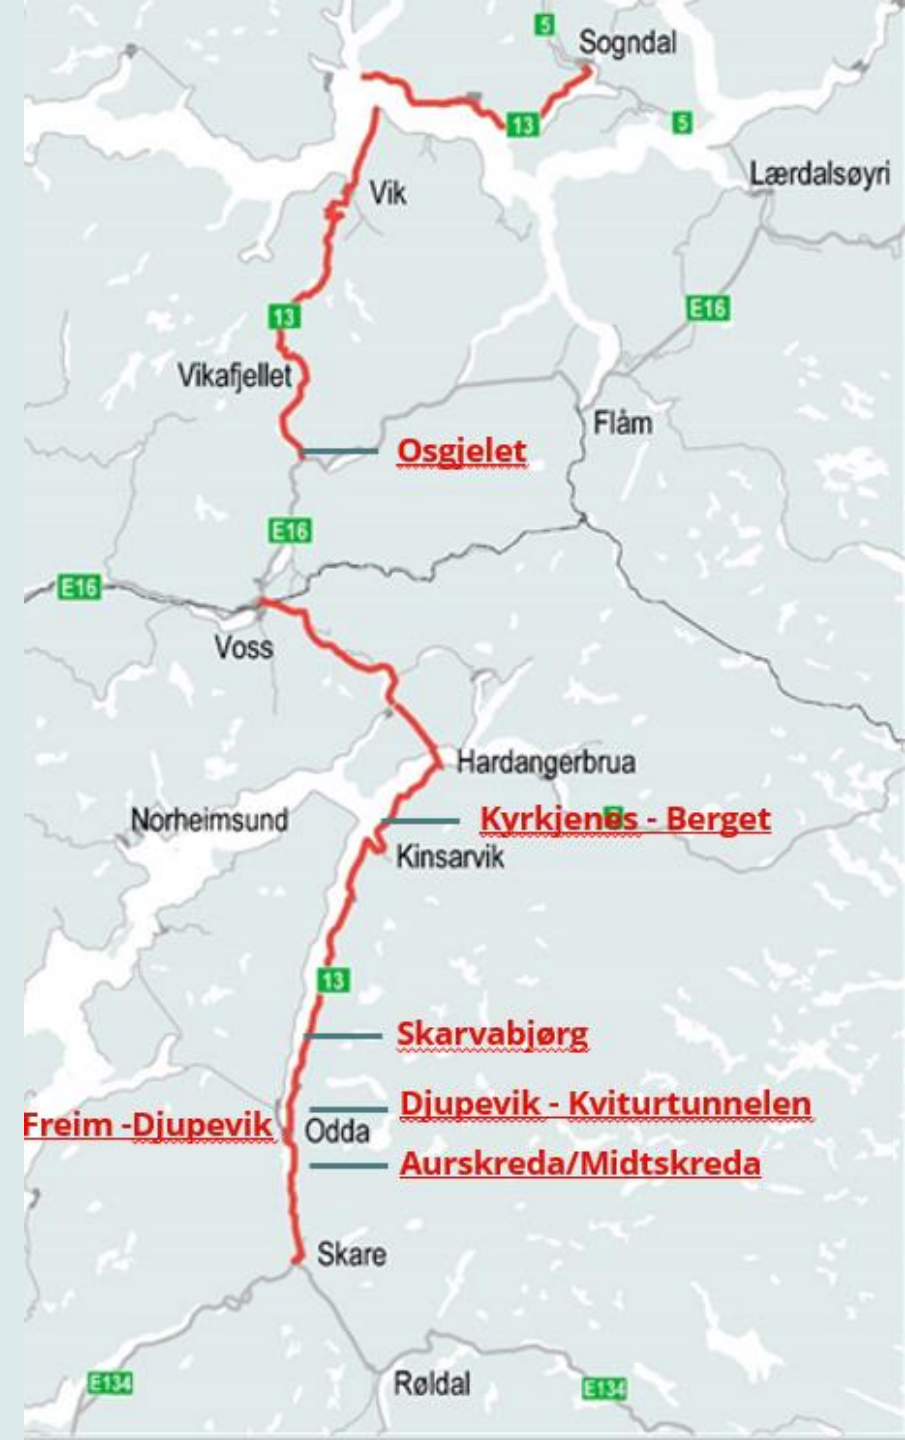 5
Sogndal
13
5
Vik
Lærdalsøyri
13
E16
Vikafjellet
Flåm
Osgjelet
E16
E16
Voss
Hardangerbrua
Norheimsund
Kyrkjenes - Berget
Kinsarvik
13
Skarvabjørg
Djupevik - Kviturtunnelen
Freim -Djupevik
Odda
Aurskreda/Midtskreda
Skare
E134
Røldal
E134